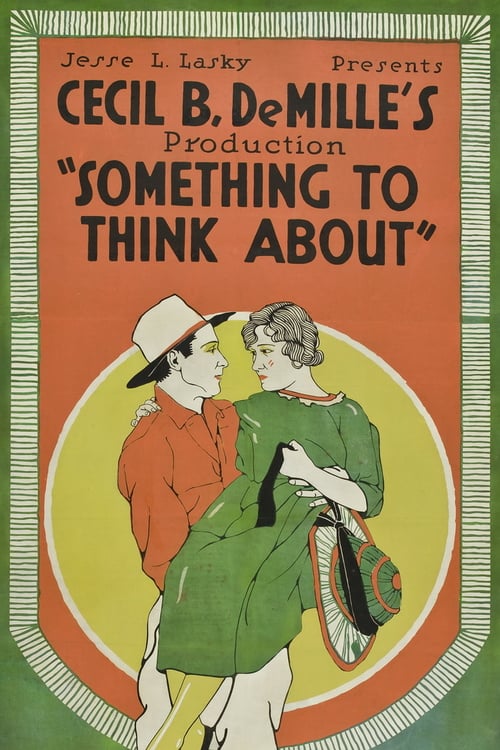 Jesse L. Lasky Presents
CECIL B. DeMILLE'S
Production
"SOMETHING TO
THINK ABOUT"